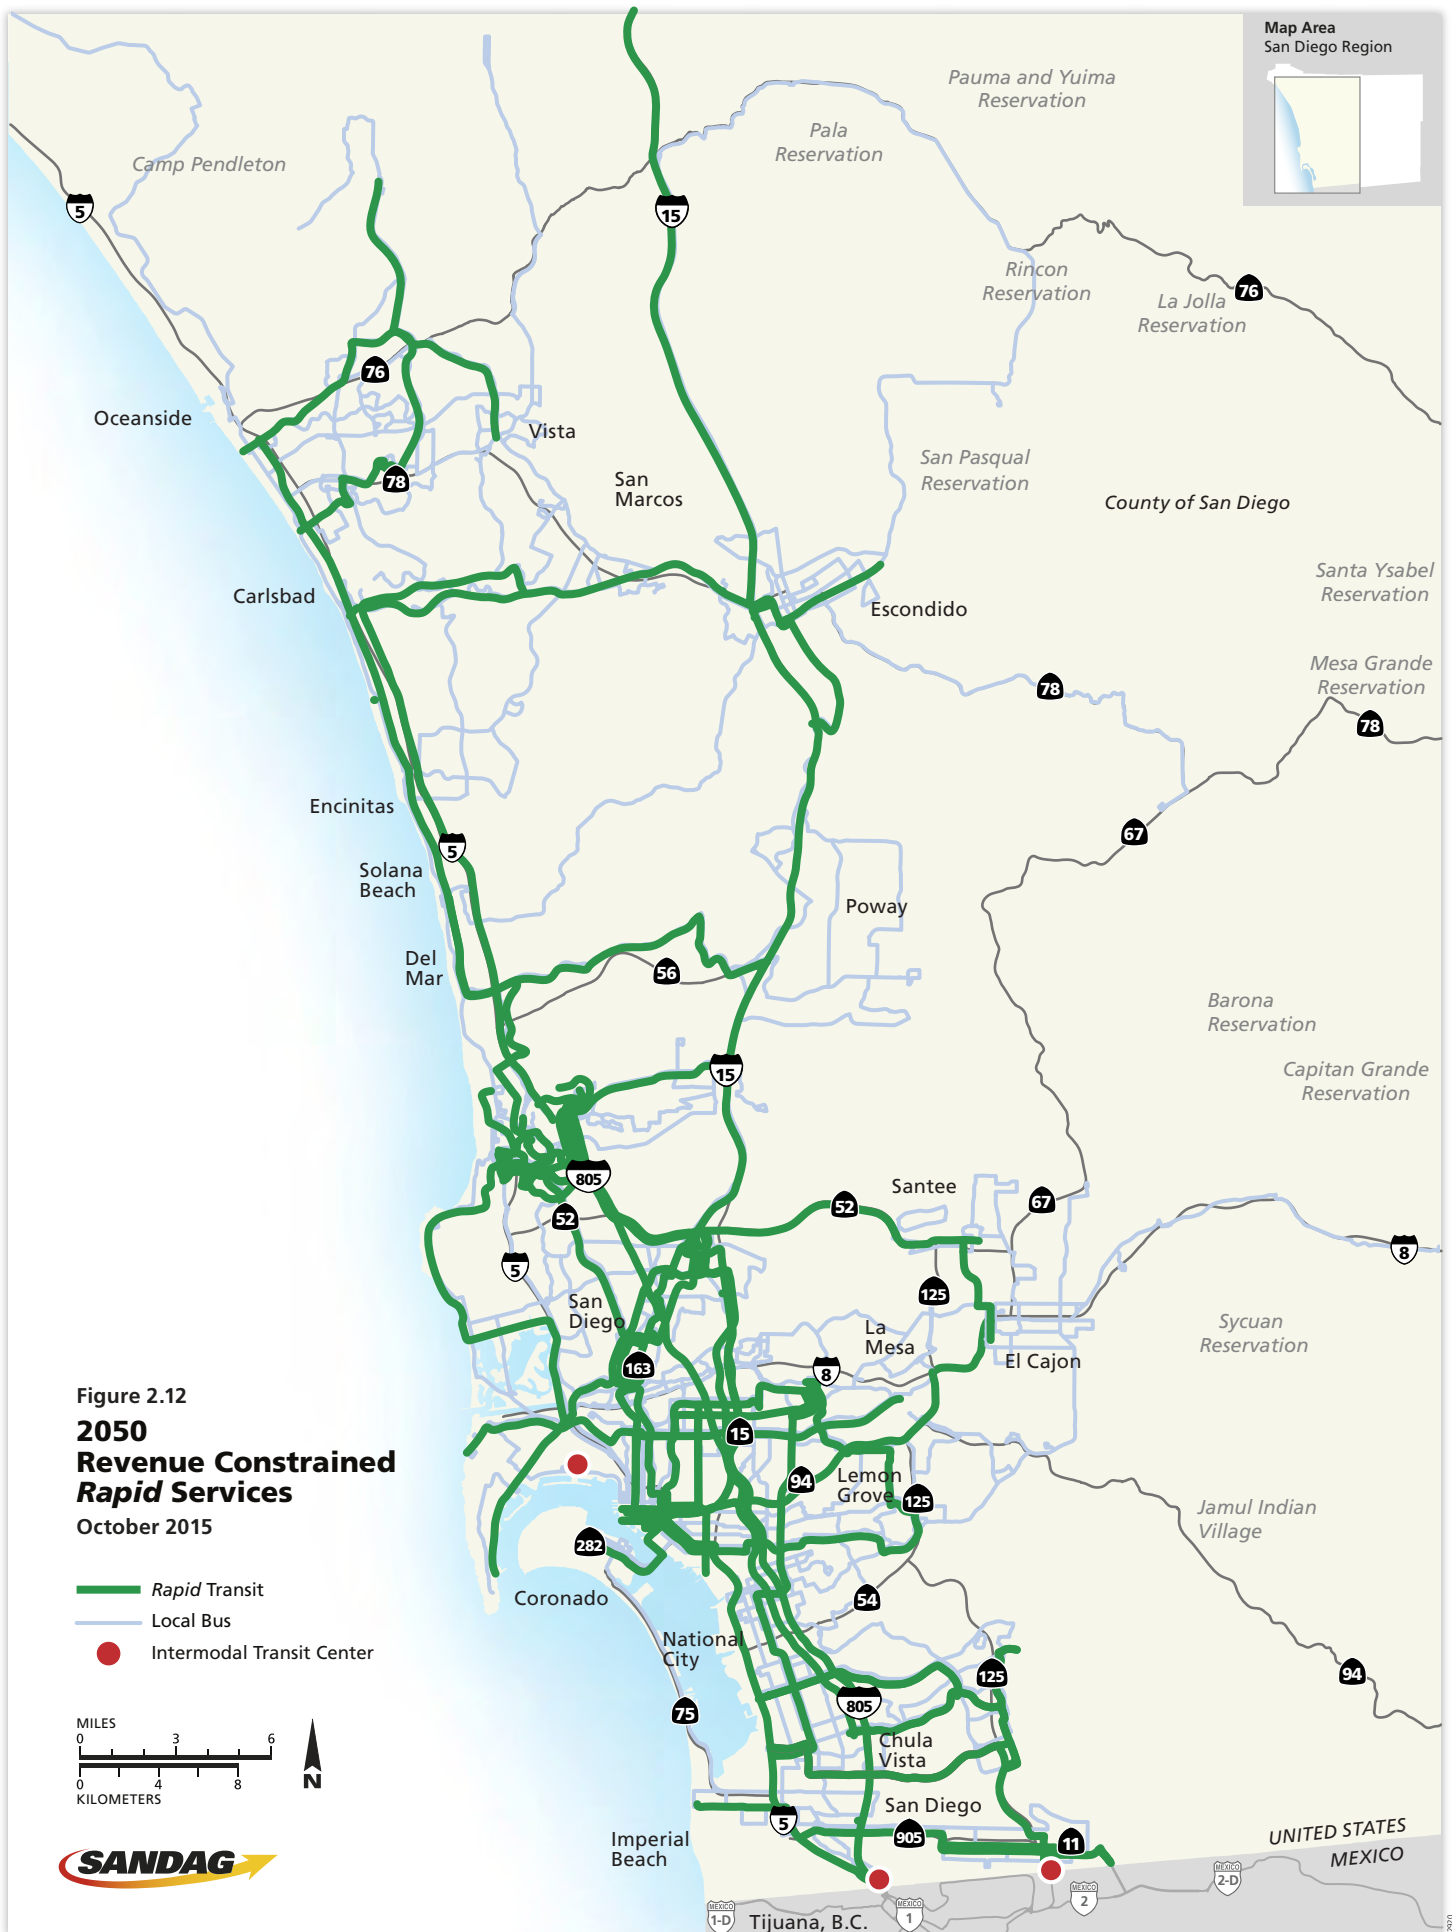 Map Area
San Diego Region
Pauma and Yuima
Reservation
Pala
Reservation
Camp Pendleton
5
15
Rincon
Reservation
La Jolla
Reservation
76
76
Oceanside
Vista
San
Marcos
78
San Pasqual
Reservation
County of San Diego
Santa Ysabel
Reservation
Carlsbad
Escondido
Mesa Grande
Reservation
78
78
Encinitas
67
5
Solana
Beach
Poway
Del
Mar
56
Barona
Reservation
15
Capitan Grande
Reservation
805
Santee
67
52
52
5
8
125
San
Diego
La
Mesa
Sycuan
Reservation
163
8
El Cajon
Figure 2.12
2050
Revenue Constrained
Rapid Services
October 2015
15
94
Lemon
Grove
125
Jamul Indian
Village
282
Rapid Transit
Local Bus
Intermodal Transit Center
Coronado
54
National
City
125
94
805
75
MILES
0 3 6
0 4 8
KILOMETERS
N
Chula
Vista
San Diego
5
905
11
Imperial
Beach
UNITED STATES
MEXICO
SANDAG
MEXICO
2-D
MEXICO
2
MEXICO
1-D
Tijuana, B.C.
MEXICO
1